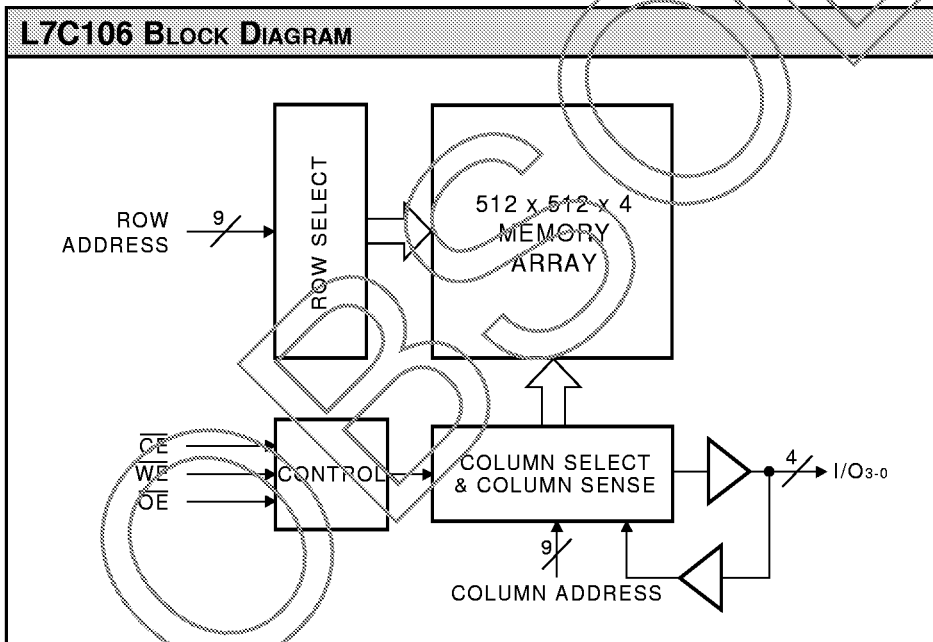 L7C106 BLOCK DIAGRAM
ROW SELECT
512 x 512 x 4
MEMORY
ARRAY
ROW
ADDRESS
9
CE
WE
OE
CONTROL
COLUMN SELECT
& COLUMN SENSE
4
I/O3-0
9
COLUMN ADDRESS
OBSO